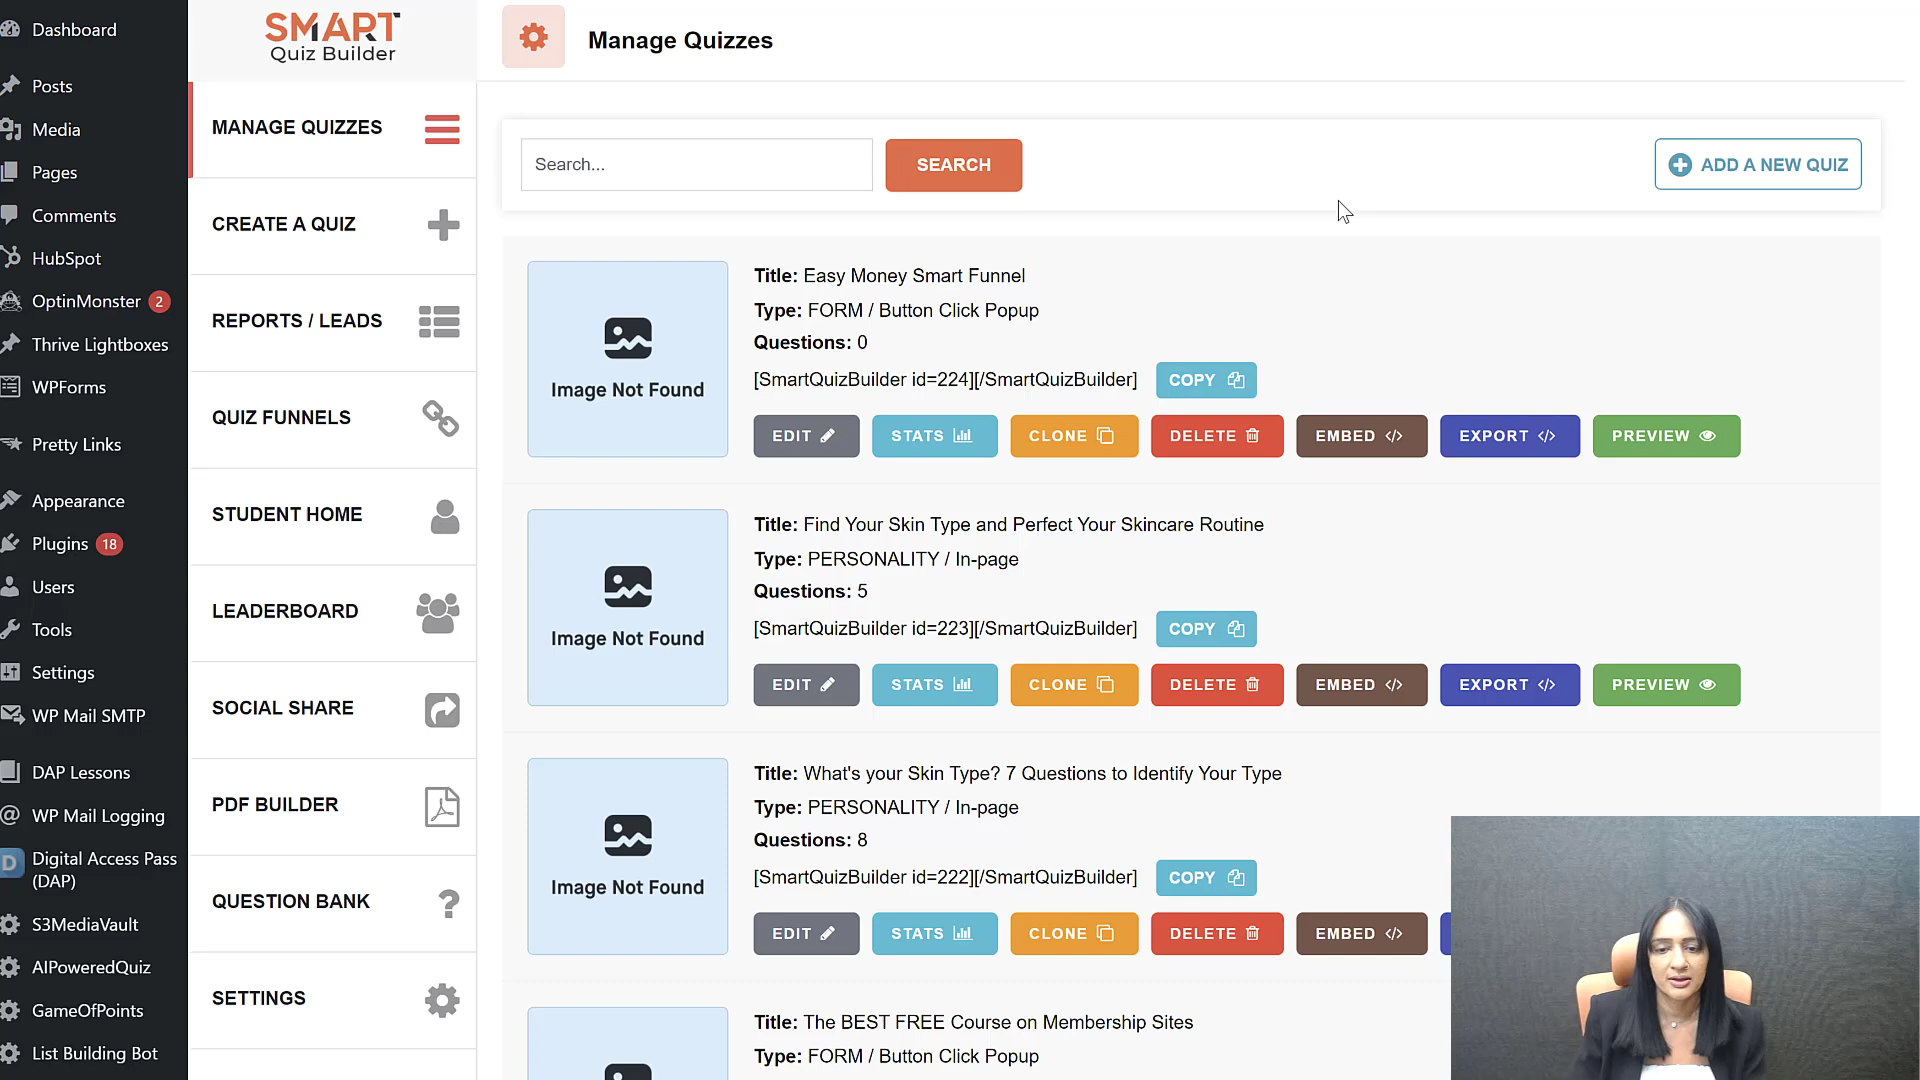 Dashboard
Posts
Media
Pages
Comments
HubSpot
OptinMonster 2
Thrive Lightboxes
WPForms
Pretty Links
Appearance
Plugins 18
Users
Tools
Settings
WP Mail SMTP
DAP Lessons
WP Mail Logging
D
Digital Access Pass
(DAP)
S3MediaVault
AIPoweredQuiz
GameOfPoints
List Building Bot
SMART
Quiz Builder
MANAGE QUIZZES
CREATE A QUIZ
REPORTS / LEADS
QUIZ FUNNELS
STUDENT HOME
LEADERBOARD
SOCIAL SHARE
PDF BUILDER
QUESTION BANK
SETTINGS
Manage Quizzes
Search...
SEARCH
ADD A NEW QUIZ
Image Not Found
Title: Easy Money Smart Funnel
Type: FORM / Button Click Popup
Questions: 0
[SmartQuizBuilder id=224][/SmartQuizBuilder] COPY
EDIT STATS CLONE DELETE EMBED </> EXPORT </> PREVIEW
Image Not Found
Title: Find Your Skin Type and Perfect Your Skincare Routine
Type: PERSONALITY / In-page
Questions: 5
[SmartQuizBuilder id=223][/SmartQuizBuilder] COPY
EDIT STATS CLONE DELETE EMBED </> EXPORT </> PREVIEW
Image Not Found
Title: What's your Skin Type? 7 Questions to Identify Your Type
Type: PERSONALITY / In-page
Questions: 8
[SmartQuizBuilder id=222][/SmartQuizBuilder] COPY
EDIT STATS CLONE DELETE EMBED </>
Title: The BEST FREE Course on Membership Sites
Type: FORM / Button Click Popup